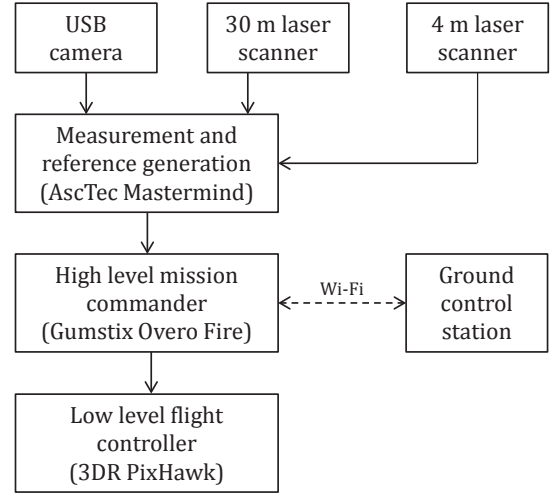 USB
camera
30 m laser
scanner
4 m laser
scanner
Measurement and
reference generation
(AscTec Mastermind)
High level mission
commander
(Gumstix Overo Fire)
Wi-Fi
Ground
control
station
Low level flight
controller
(3DR PixHawk)